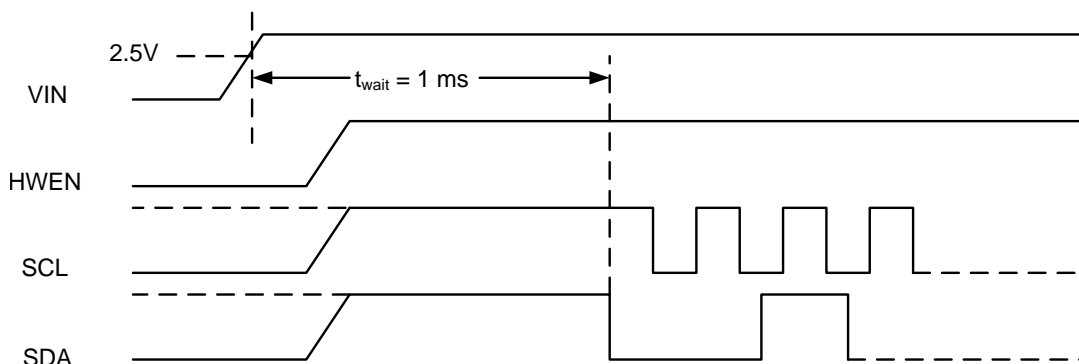 2.5V
t_wait = 1 ms
VIN
HWEN
SCL
SDA